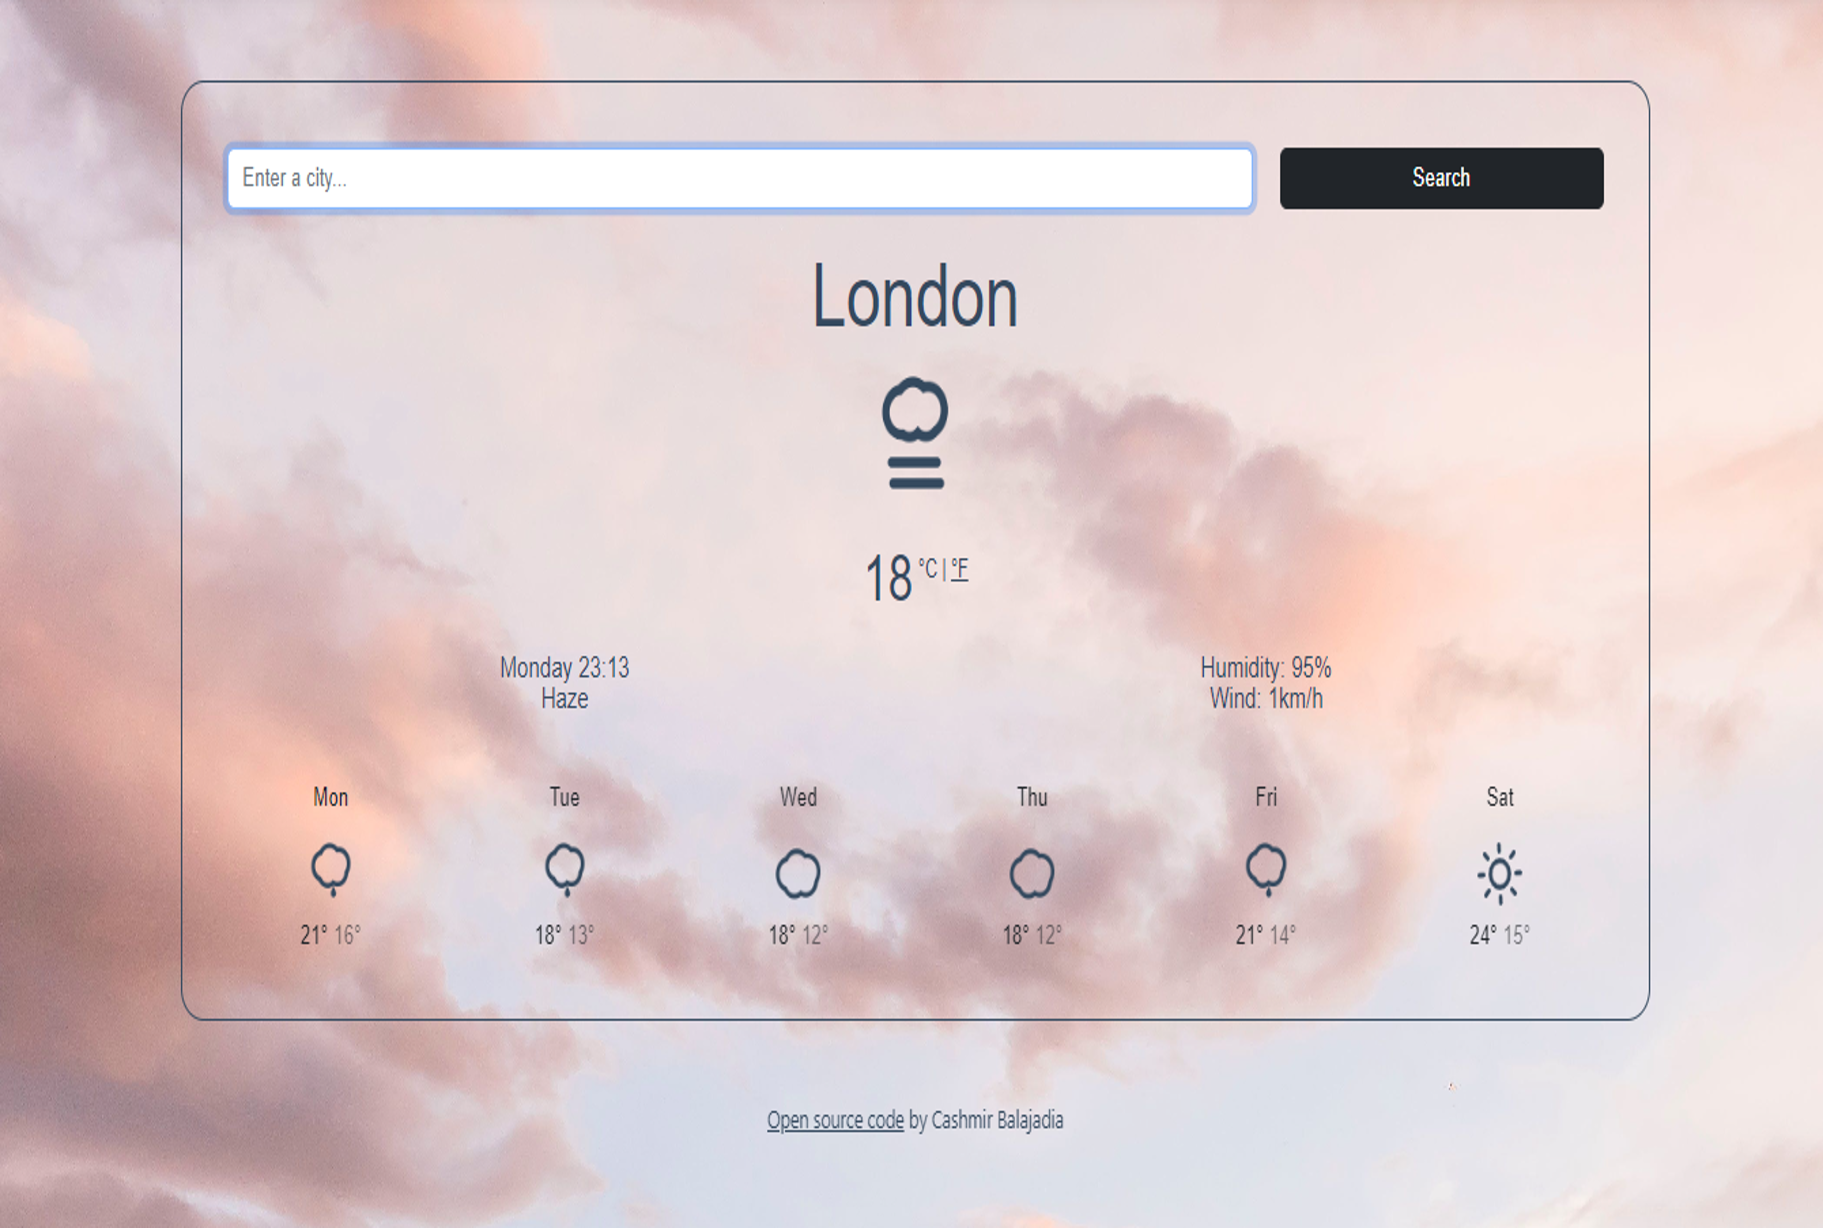 Enter a city...
Search
London
18 °C | °F
Monday 23:13
Haze
Humidity: 95%
Wind: 1km/h
Mon Tue Wed Thu Fri Sat
21° 16° 18° 13° 18° 12° 18° 12° 21° 14° 24° 15°
Open source code by Cashmir Balajadia